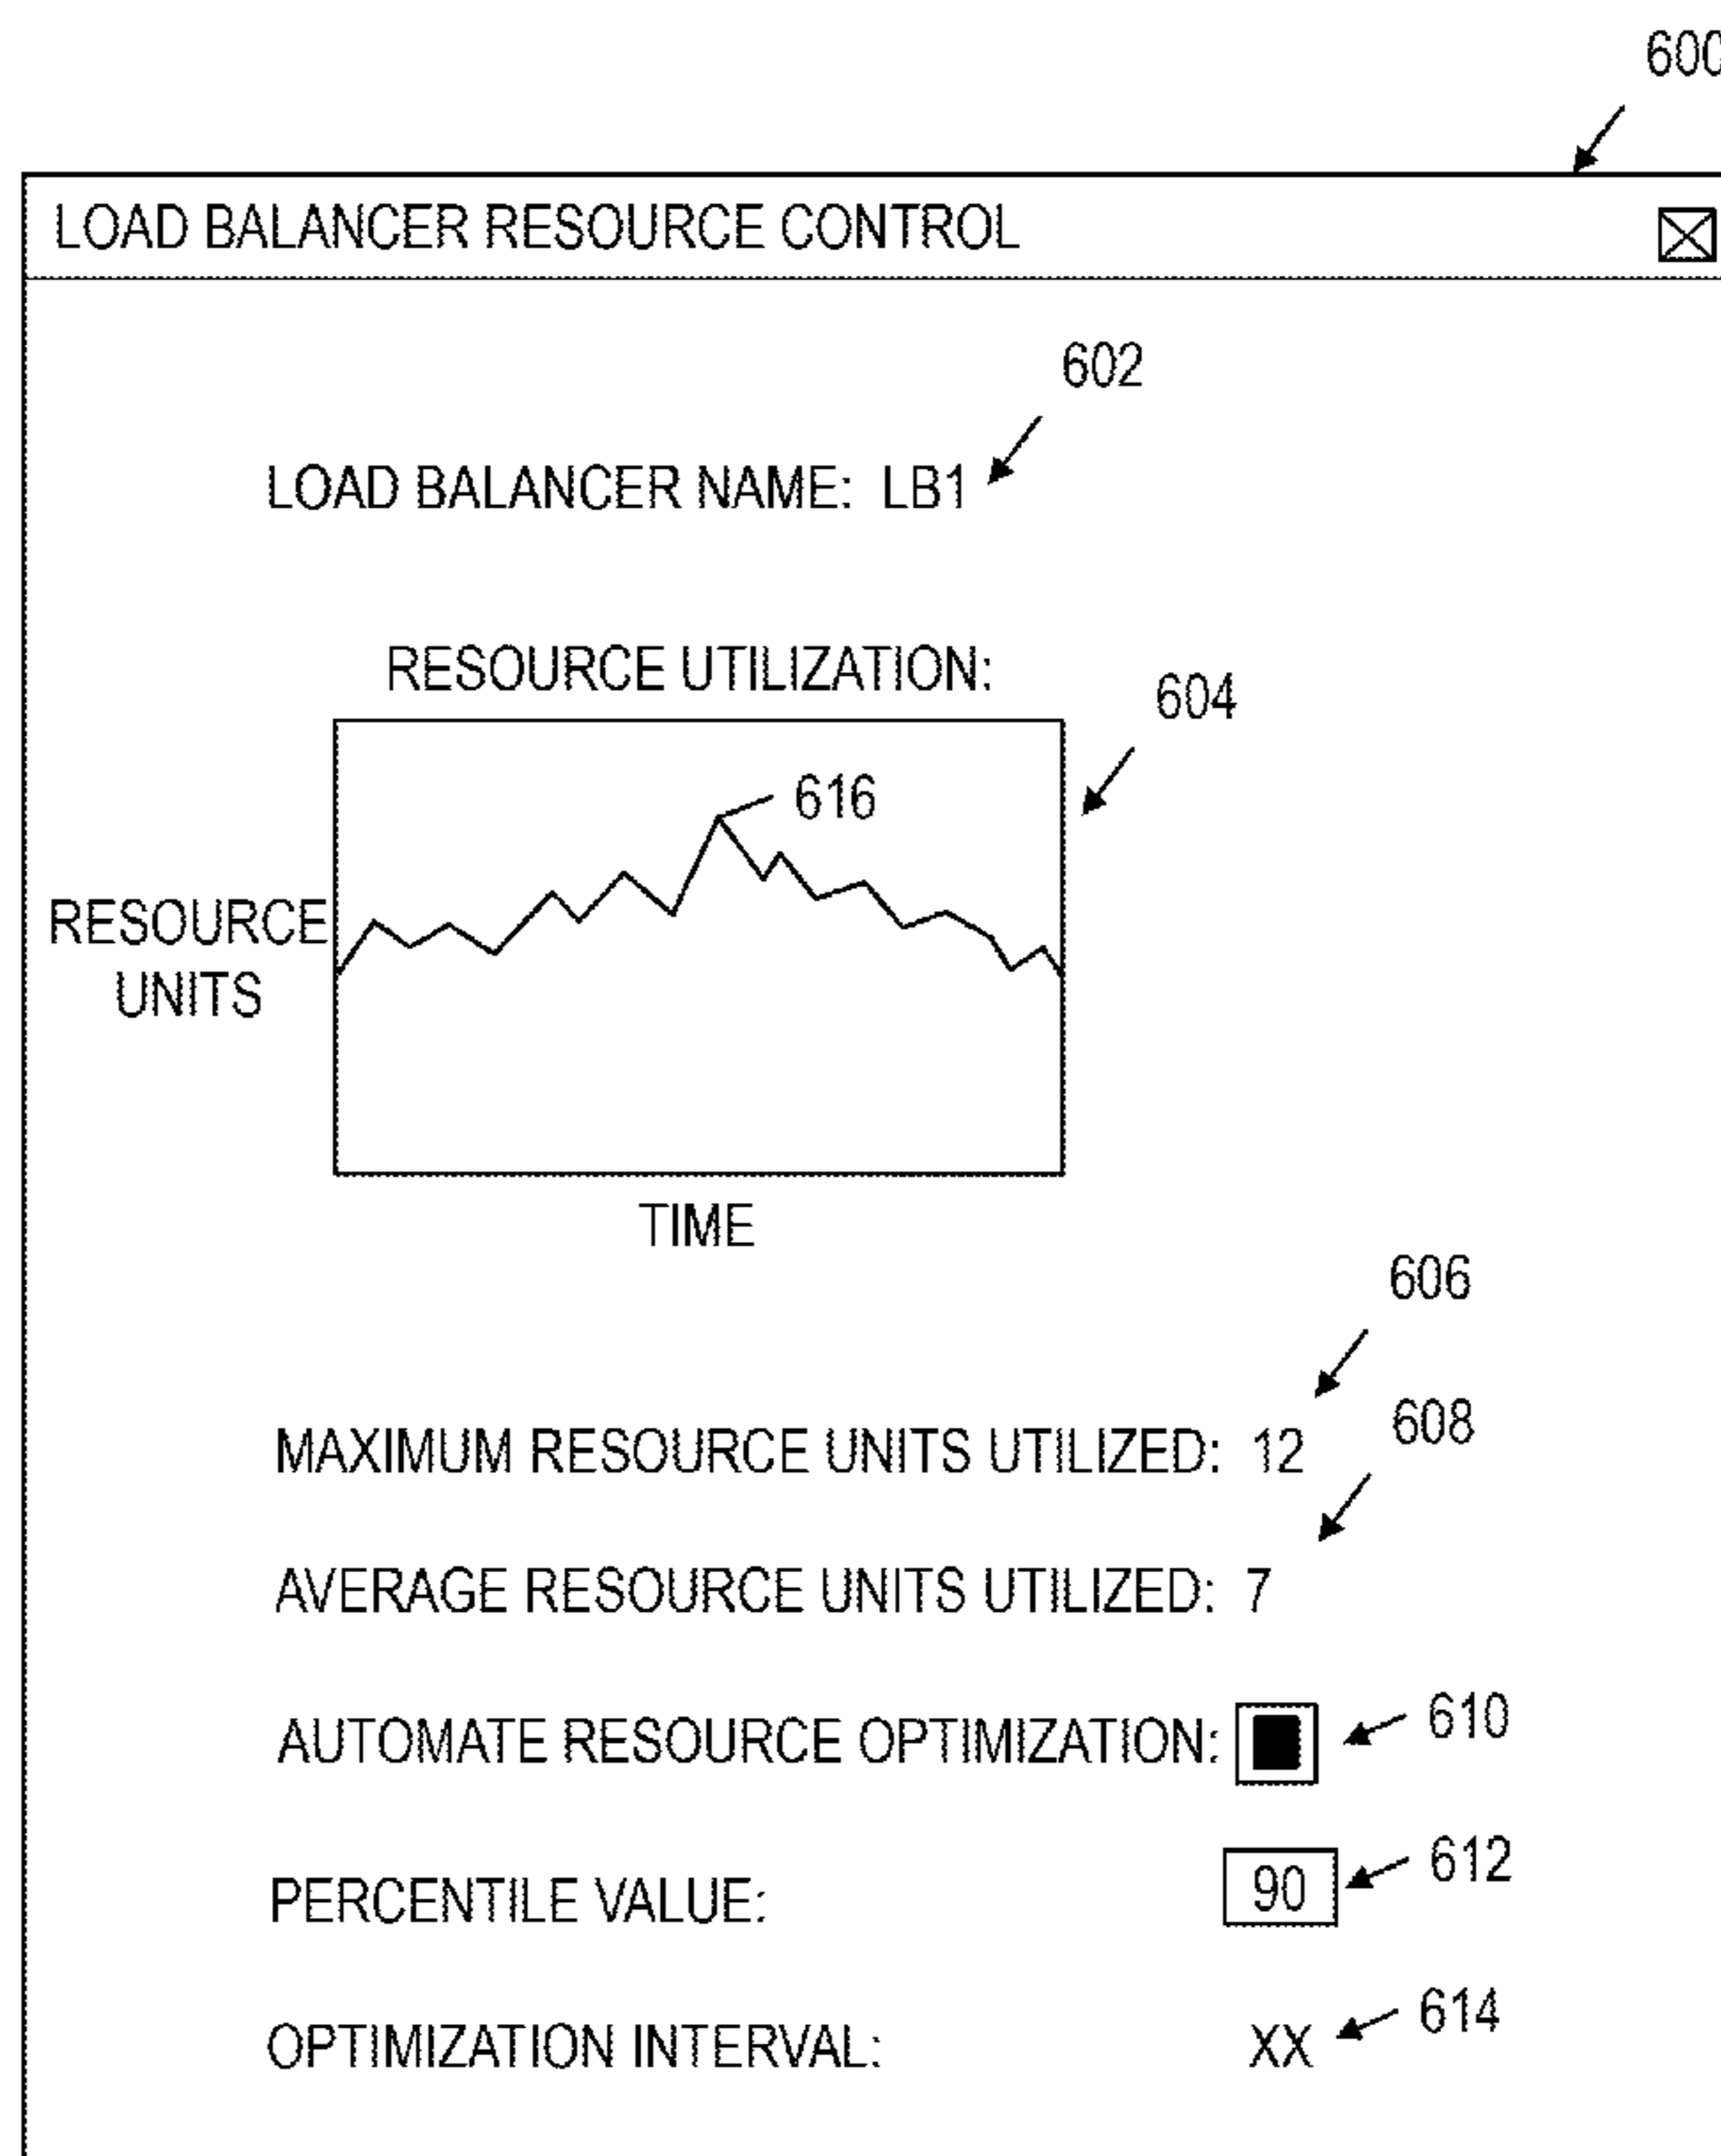 600
LOAD BALANCER RESOURCE CONTROL
602
LOAD BALANCER NAME: LB1
RESOURCE UTILIZATION:
604
616
RESOURCE
UNITS
TIME
606
MAXIMUM RESOURCE UNITS UTILIZED: 12
608
AVERAGE RESOURCE UNITS UTILIZED: 7
AUTOMATE RESOURCE OPTIMIZATION: 610
PERCENTILE VALUE: 90 612
OPTIMIZATION INTERVAL: XX 614